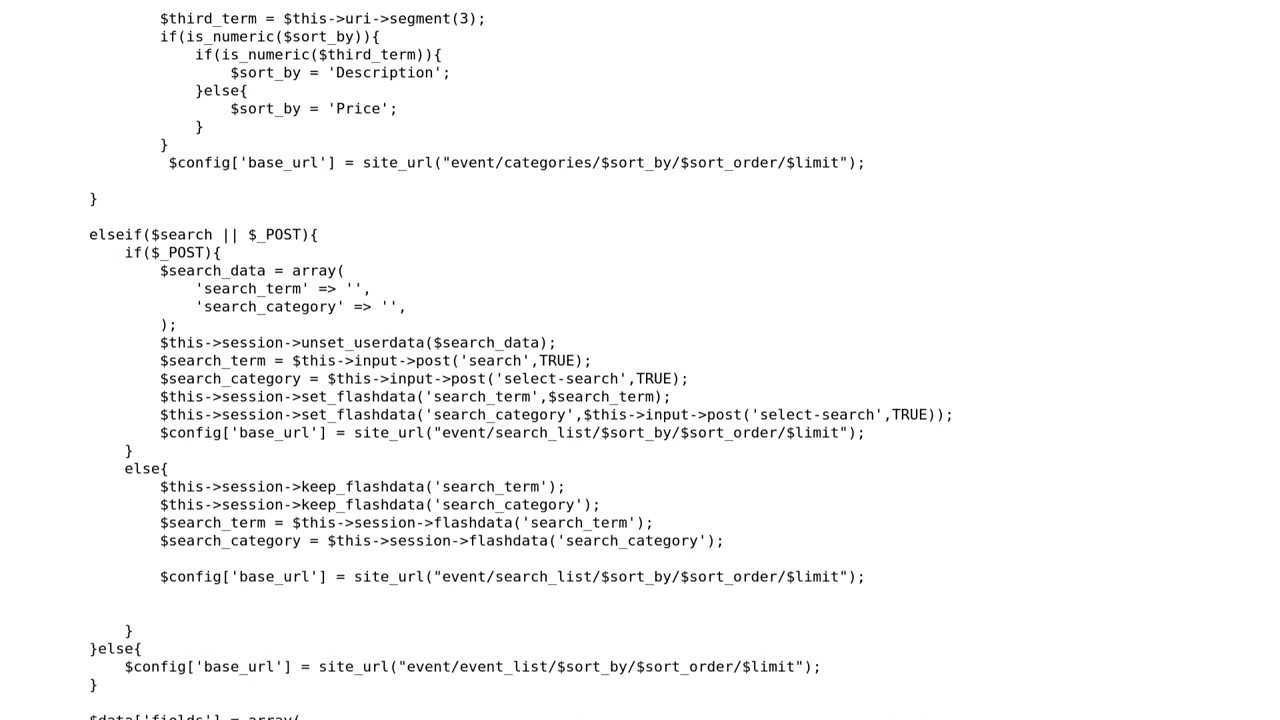 $third_term = $this->uri->segment(3);
if(is_numeric($sort_by)){
if(is_numeric($third_term)){
$sort_by = 'Description';
}else{
$sort_by = 'Price';
}
}
$config['base_url'] = site_url("event/categories/$sort_by/$sort_order/$limit");
}
elseif($search || $_POST){
if($_POST){
$search_data = array(
'search_term' => '',
'search_category' => '',
);
$this->session->unset_userdata($search_data);
$search_term = $this->input->post('search',TRUE);
$search_category = $this->input->post('select-search',TRUE);
$this->session->set_flashdata('search_term',$search_term);
$this->session->set_flashdata('search_category',$this->input->post('select-search',TRUE));
$config['base_url'] = site_url("event/search_list/$sort_by/$sort_order/$limit");
}
else{
$this->session->keep_flashdata('search_term');
$this->session->keep_flashdata('search_category');
$search_term = $this->session->flashdata('search_term');
$search_category = $this->session->flashdata('search_category');
$config['base_url'] = site_url("event/search_list/$sort_by/$sort_order/$limit");
}
}else{
$config['base_url'] = site_url("event/event_list/$sort_by/$sort_order/$limit");
}
$data['fields'] = array(